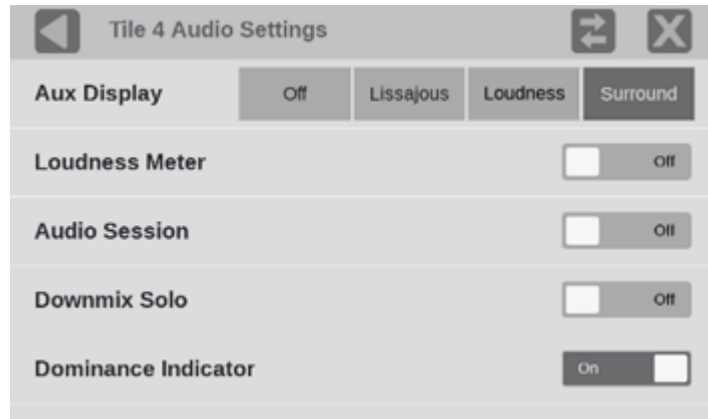 Tile 4 Audio Settings
Aux Display Off Lissajous Loudness Surround
Loudness Meter Off
Audio Session Off
Downmix Solo Off
Dominance Indicator On